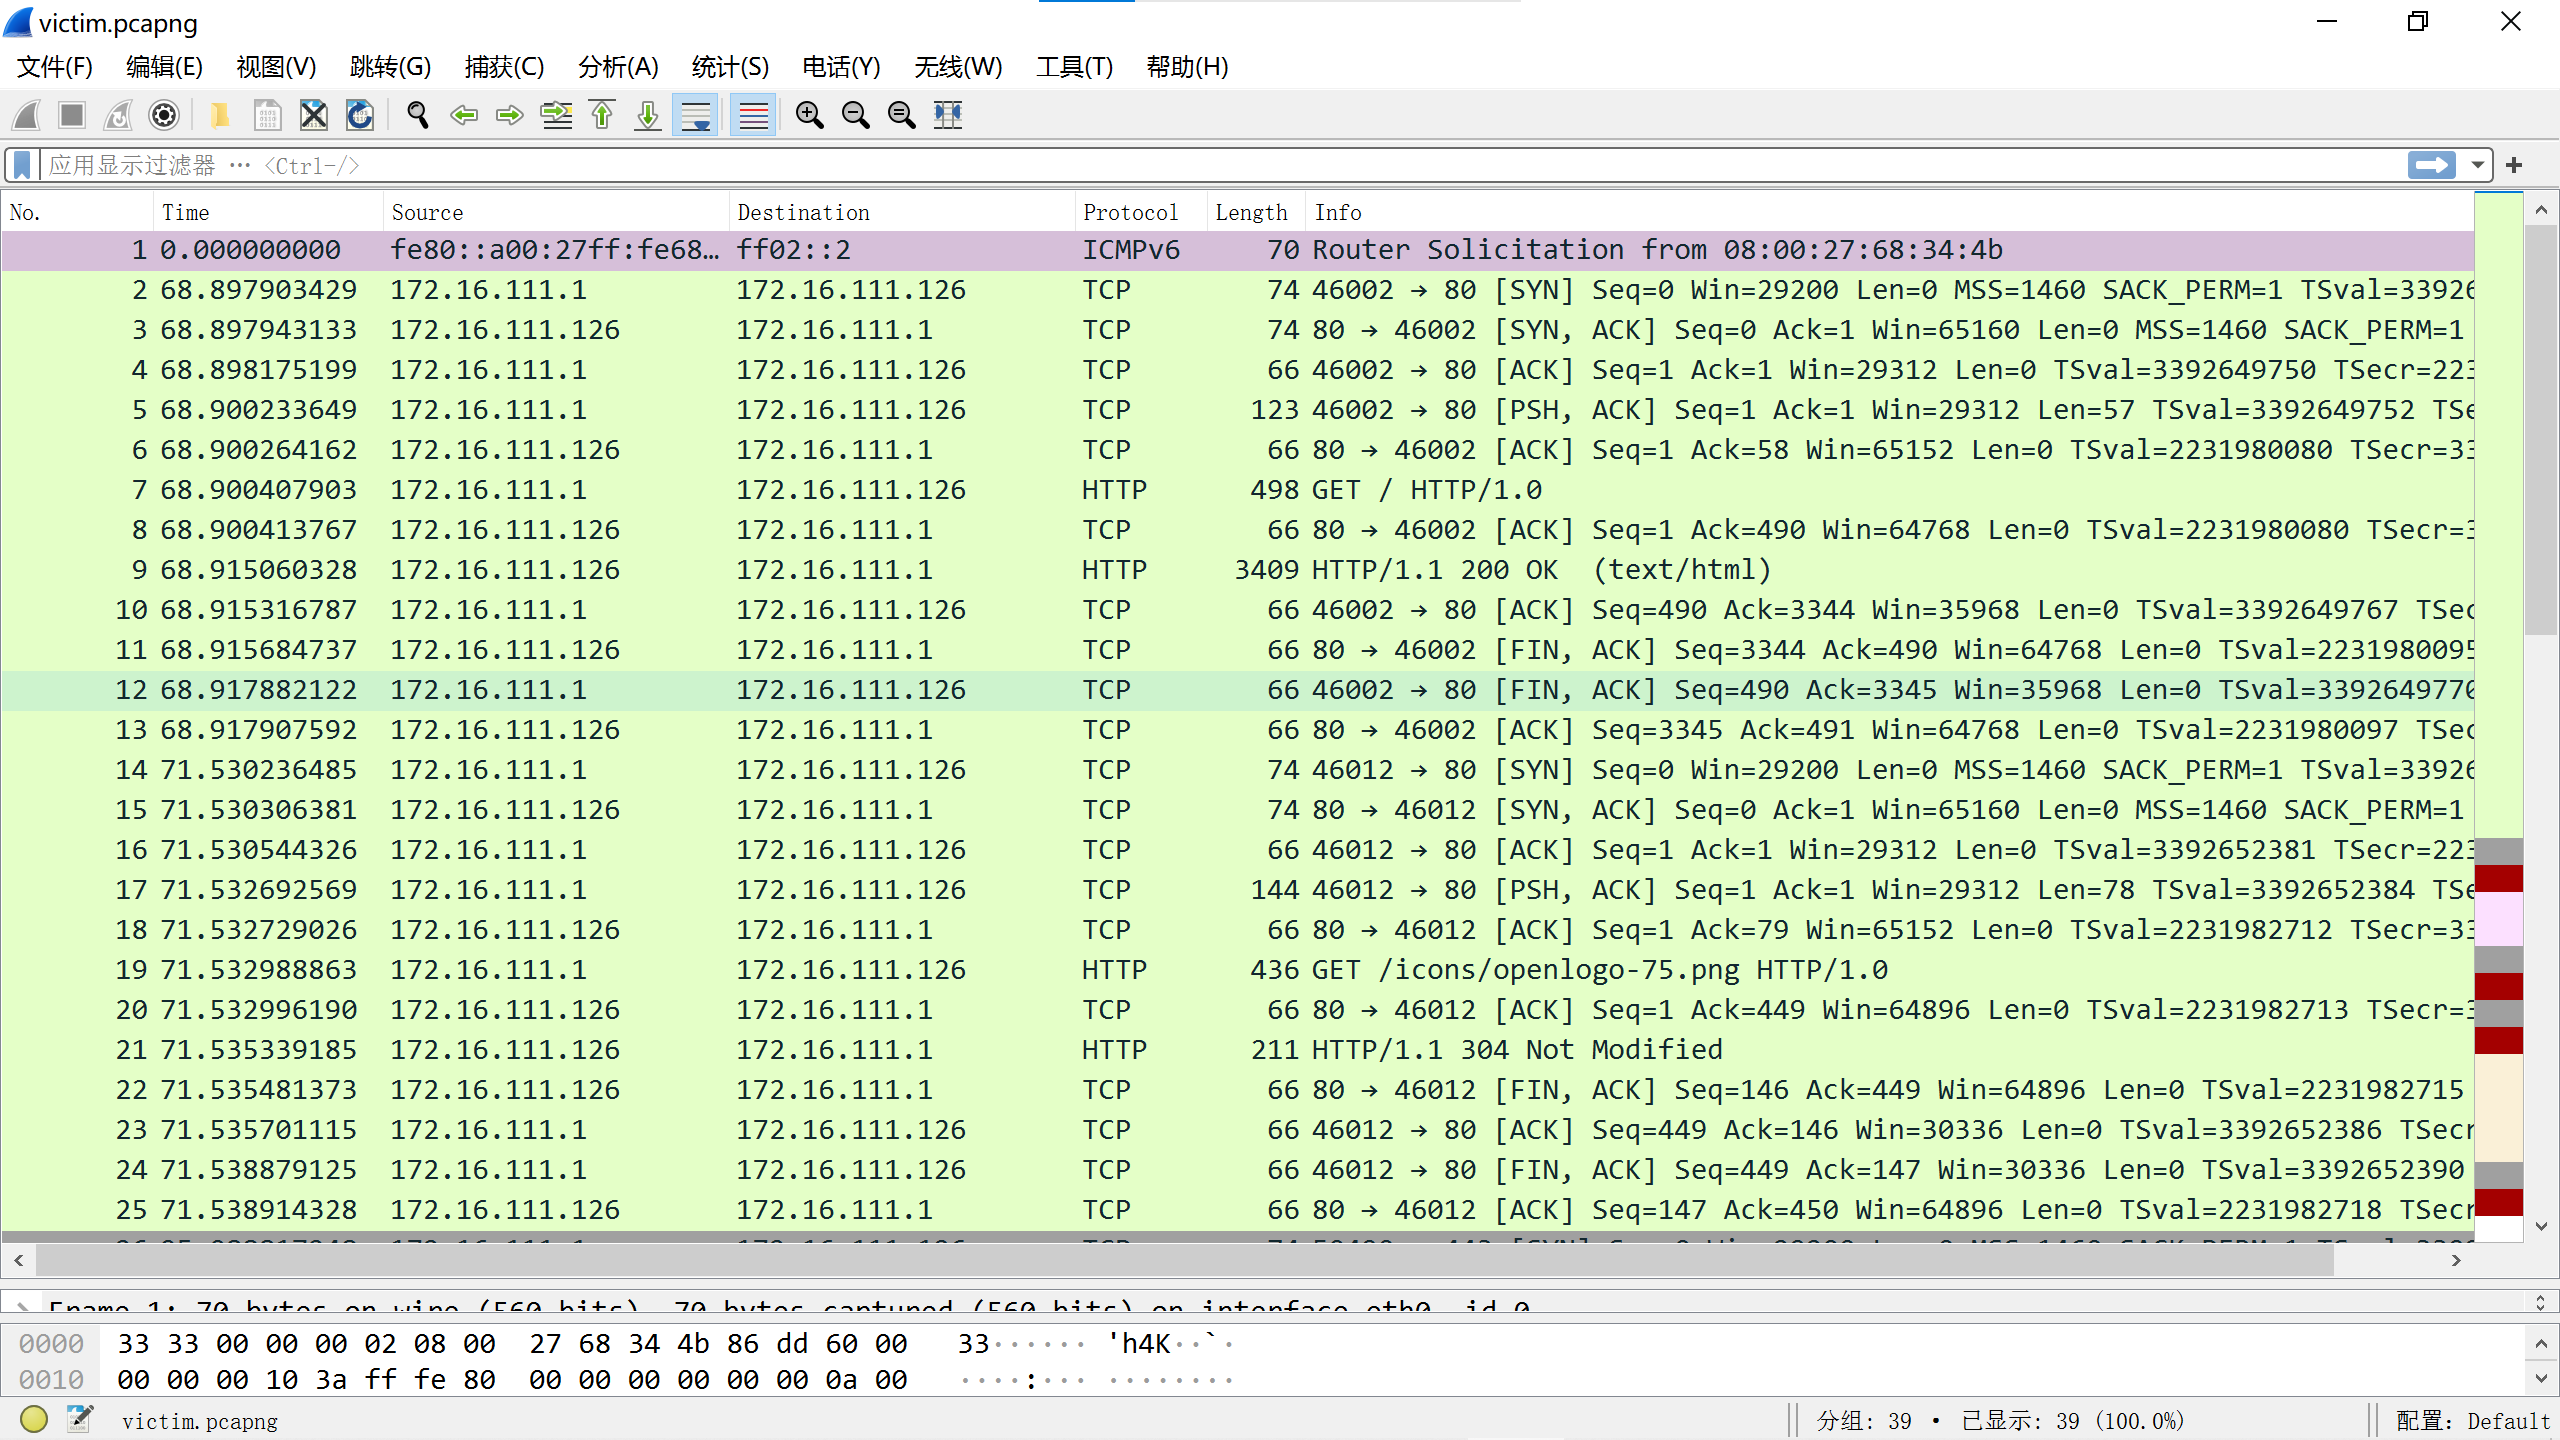 victim.pcapng
文件(F) 编辑(E) 视图(V) 跳转(G) 捕获(C) 分析(A) 统计(S) 电话(Y) 无线(W) 工具(T) 帮助(H)
应用显示过滤器 … <Ctrl-/>
No. Time Source Destination Protocol Length Info
1 0.000000000 fe80::a00:27ff:fe68… ff02::2 ICMPv6 70 Router Solicitation from 08:00:27:68:34:4b
2 68.897903429 172.16.111.1 172.16.111.126 TCP 74 46002 → 80 [SYN] Seq=0 Win=29200 Len=0 MSS=1460 SACK_PERM=1 TSval=33926
3 68.897943133 172.16.111.126 172.16.111.1 TCP 74 80 → 46002 [SYN, ACK] Seq=0 Ack=1 Win=65160 Len=0 MSS=1460 SACK_PERM=1
4 68.898175199 172.16.111.1 172.16.111.126 TCP 66 46002 → 80 [ACK] Seq=1 Ack=1 Win=29312 Len=0 TSval=3392649750 TSecr=223
5 68.900233649 172.16.111.1 172.16.111.126 TCP 123 46002 → 80 [PSH, ACK] Seq=1 Ack=1 Win=29312 Len=57 TSval=3392649752 TSe
6 68.900264162 172.16.111.126 172.16.111.1 TCP 66 80 → 46002 [ACK] Seq=1 Ack=58 Win=65152 Len=0 TSval=2231980080 TSecr=33
7 68.900407903 172.16.111.1 172.16.111.126 HTTP 498 GET / HTTP/1.0
8 68.900413767 172.16.111.126 172.16.111.1 TCP 66 80 → 46002 [ACK] Seq=1 Ack=490 Win=64768 Len=0 TSval=2231980080 TSecr=3
9 68.915060328 172.16.111.126 172.16.111.1 HTTP 3409 HTTP/1.1 200 OK  (text/html)
10 68.915316787 172.16.111.1 172.16.111.126 TCP 66 46002 → 80 [ACK] Seq=490 Ack=3344 Win=35968 Len=0 TSval=3392649767 TSec
11 68.915684737 172.16.111.126 172.16.111.1 TCP 66 80 → 46002 [FIN, ACK] Seq=3344 Ack=490 Win=64768 Len=0 TSval=2231980095
12 68.917882122 172.16.111.1 172.16.111.126 TCP 66 46002 → 80 [FIN, ACK] Seq=490 Ack=3345 Win=35968 Len=0 TSval=3392649770
13 68.917907592 172.16.111.126 172.16.111.1 TCP 66 80 → 46002 [ACK] Seq=3345 Ack=491 Win=64768 Len=0 TSval=2231980097 TSec
14 71.530236485 172.16.111.1 172.16.111.126 TCP 74 46012 → 80 [SYN] Seq=0 Win=29200 Len=0 MSS=1460 SACK_PERM=1 TSval=33926
15 71.530306381 172.16.111.126 172.16.111.1 TCP 74 80 → 46012 [SYN, ACK] Seq=0 Ack=1 Win=65160 Len=0 MSS=1460 SACK_PERM=1
16 71.530544326 172.16.111.1 172.16.111.126 TCP 66 46012 → 80 [ACK] Seq=1 Ack=1 Win=29312 Len=0 TSval=3392652381 TSecr=223
17 71.532692569 172.16.111.1 172.16.111.126 TCP 144 46012 → 80 [PSH, ACK] Seq=1 Ack=1 Win=29312 Len=78 TSval=3392652384 TSe
18 71.532729026 172.16.111.126 172.16.111.1 TCP 66 80 → 46012 [ACK] Seq=1 Ack=79 Win=65152 Len=0 TSval=2231982712 TSecr=33
19 71.532988863 172.16.111.1 172.16.111.126 HTTP 436 GET /icons/openlogo-75.png HTTP/1.0
20 71.532996190 172.16.111.126 172.16.111.1 TCP 66 80 → 46012 [ACK] Seq=1 Ack=449 Win=64896 Len=0 TSval=2231982713 TSecr=3
21 71.535339185 172.16.111.126 172.16.111.1 HTTP 211 HTTP/1.1 304 Not Modified
22 71.535481373 172.16.111.126 172.16.111.1 TCP 66 80 → 46012 [FIN, ACK] Seq=146 Ack=449 Win=64896 Len=0 TSval=2231982715
23 71.535701115 172.16.111.1 172.16.111.126 TCP 66 46012 → 80 [ACK] Seq=449 Ack=146 Win=30336 Len=0 TSval=3392652386 TSecr
24 71.538879125 172.16.111.1 172.16.111.126 TCP 66 46012 → 80 [FIN, ACK] Seq=449 Ack=147 Win=30336 Len=0 TSval=3392652390
25 71.538914328 172.16.111.126 172.16.111.1 TCP 66 80 → 46012 [ACK] Seq=147 Ack=450 Win=64896 Len=0 TSval=2231982718 TSecr
Frame 1: 70 bytes on wire (560 bits), 70 bytes captured (560 bits) on interface eth0, id 0
0000 33 33 00 00 00 02 08 00 27 68 34 4b 86 dd 60 00 33······ 'h4K··`·
0010 00 00 00 10 3a ff fe 80 00 00 00 00 00 00 0a 00 ····:··· ········
victim.pcapng 分组: 39 · 已显示: 39 (100.0%) 配置: Default